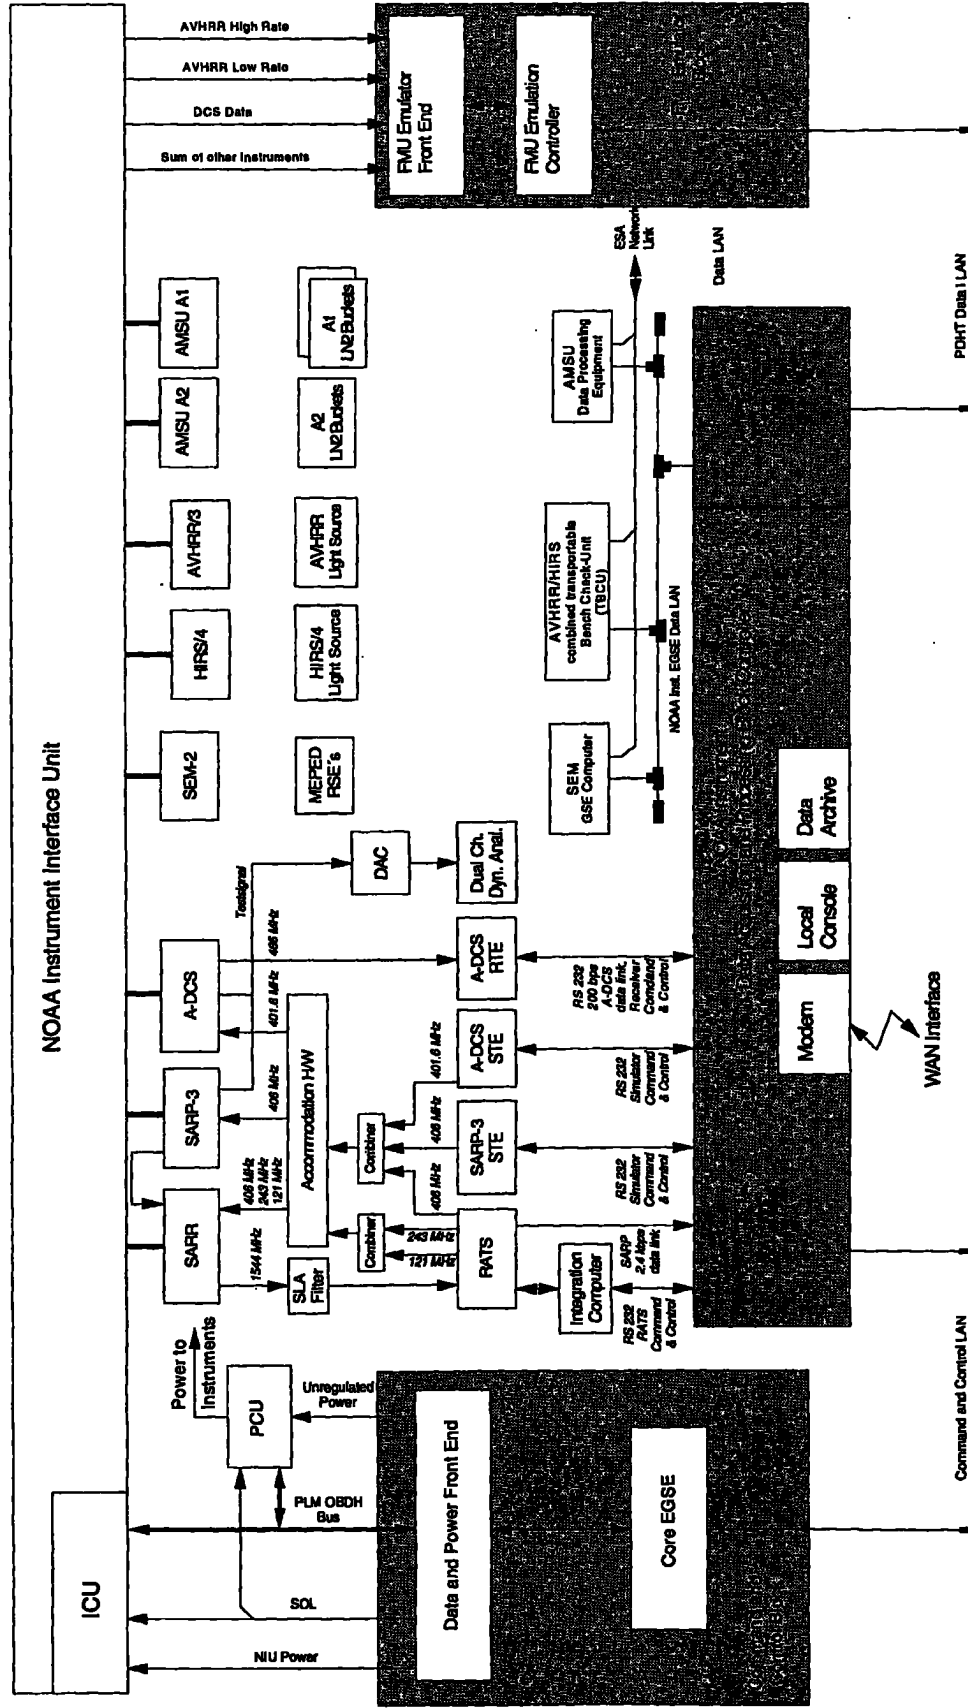 NOAA Instrument Interface Unit
ICU
NIU Power
SOL
PLM OBDH
Bus
PCU
Power to
Instruments
Unregulated
Power
Data and Power Front End
Core EGSE
SARR
SARP-3
A-DCS
SEM-2
HIRS/4
AVHRR/3
AMSU A2
AMSU A1
AVHRR High Rate
AVHRR Low Rate
DCS Data
Sum of other Instruments
FMU Emulator
Front End
FMU Emulation
Controller
1544 MHz
406 MHz
243 MHz
121 MHz
406 MHz
401.6 MHz
Testsignal
SLA
Filter
Accommodation H/W
DAC
MEPED
RSE's
HIRS/4
Light Source
AVHRR
Light Source
A2
LN2 Buckets
A1
LN2 Buckets
Combiner
Combiner
121 MHz
243 MHz
406 MHz
406 MHz
401.6 MHz
RATS
SARP-3
STE
A-DCS
STE
A-DCS
RTE
Dual Ch.
Dyn. Anal.
Integration
Computer
RS 232
RATS
Command
& Control
SARP
2.4 kbps
data link
RS 232
Simulator
Command
& Control
RS 232
Simulator
Command
& Control
RS 232
200 bps
A-DCS
data link,
Receiver
Comdand
& Control
SEM
GSE Computer
AVHRR/HIRS
combined transportable
Bench Check-Unit
(TBCU)
AMSU
Data Processing
Equipment
ESA
Network
Link
NOAA Inst. EGSE Data LAN
Data LAN
Modem
Local
Console
Data
Archive
WAN Interface
Command and Control LAN
PDHT Data I LAN